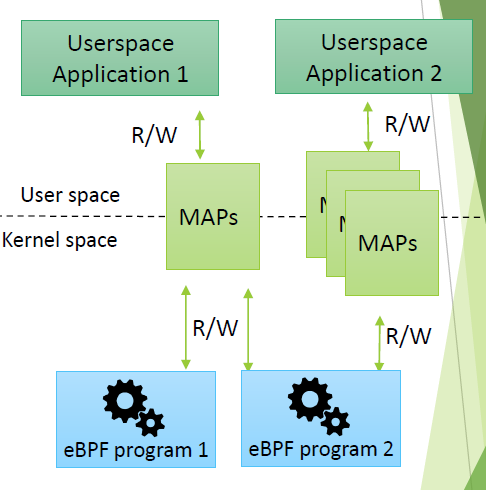 Userspace
Application 1
Userspace
Application 2
R/W
R/W
User space
MAPs
M
M
MAPs
Kernel space
R/W
R/W
eBPF program 1
eBPF program 2